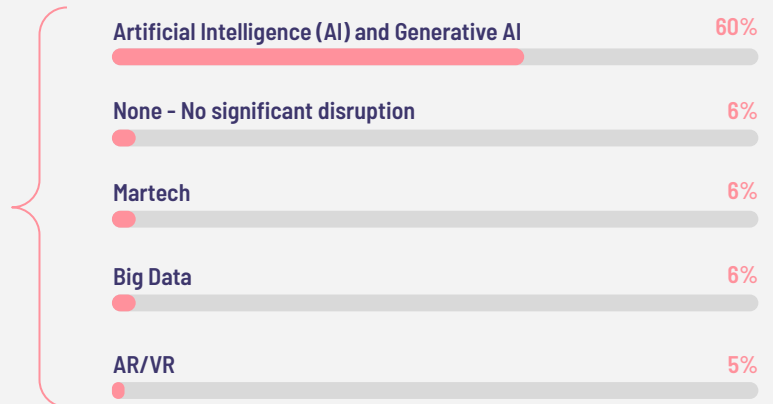 Artificial Intelligence (AI) and Generative AI 60%
None - No significant disruption 6%
Martech 6%
Big Data 6%
AR/VR 5%